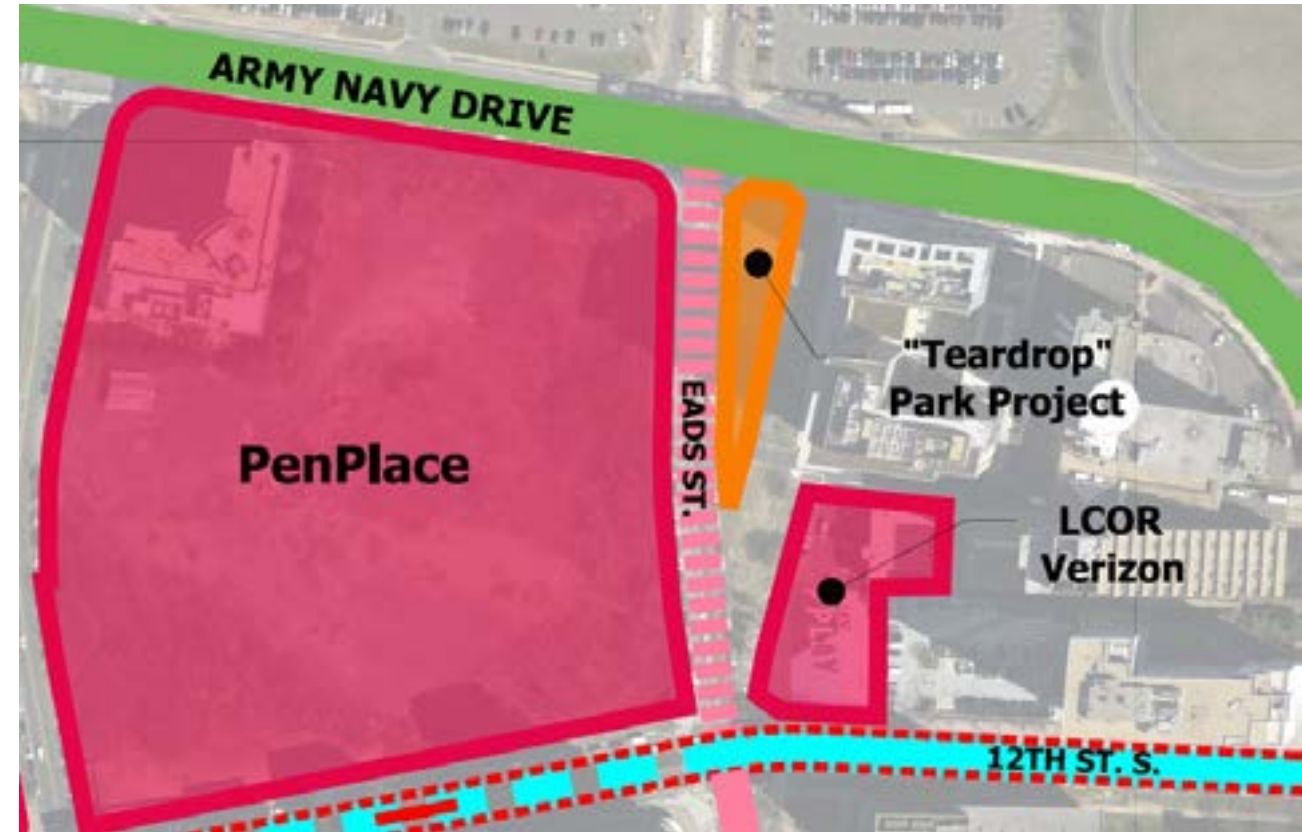 ARMY NAVY DRIVE
"Teardrop"
Park Project
EADS ST.
PenPlace
LCOR
Verizon
12TH ST. S.